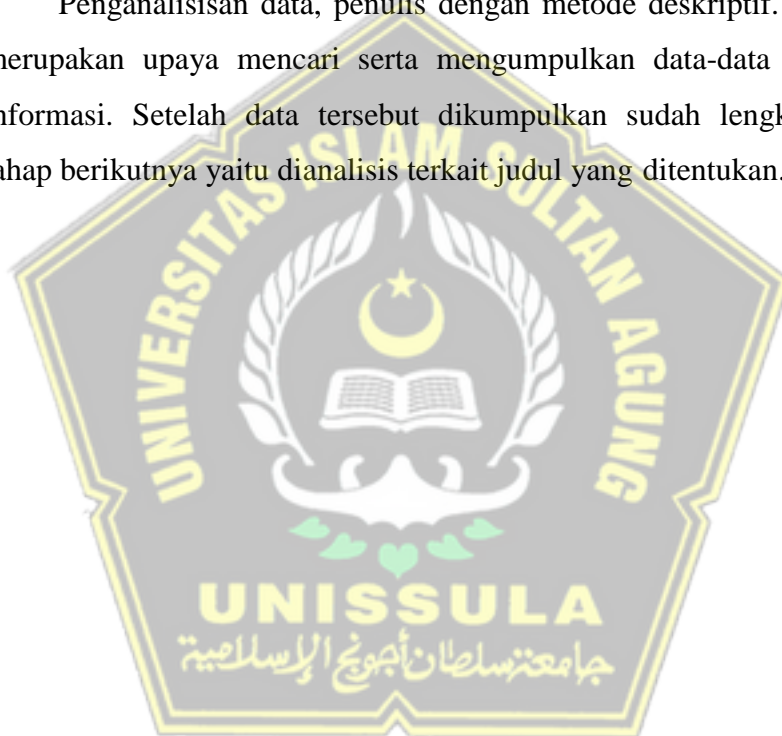 Penganalisisan data, penulis dengan metode deskriptif.
merupakan upaya mencari serta mengumpulkan data-data
informasi. Setelah data tersebut dikumpulkan sudah
tahap berikutnya yaitu dianalisis terkait judul yang ditentukan.
UNIVERSITAS ISLAM SULTAN AGUNG
UNISSULA
جامعة سلطان أجونج الإسلامية